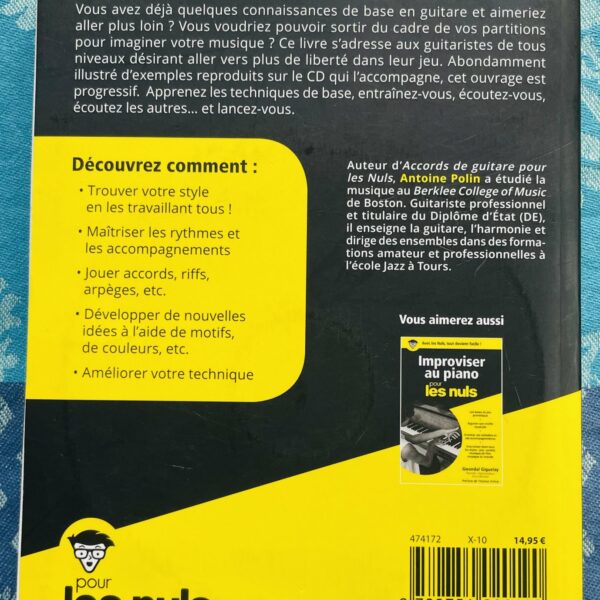 Vous avez déjà quelques connaissances de base en guitare et aimeriez
aller plus loin ? Vous voudriez pouvoir sortir du cadre de vos partitions
pour imaginer votre musique ? Ce livre s'adresse aux guitaristes de tous
niveaux désirant aller vers plus de liberté dans leur jeu. Abondamment
illustré d'exemples reproduits sur le CD qui l'accompagne, cet ouvrage est
progressif. Apprenez les techniques de base, entraînez-vous, écoutez-vous,
écoutez les autres... et lancez-vous.
Découvrez comment :
• Trouver votre style
en les travaillant tous !
• Maîtriser les rythmes et
les accompagnements
• Jouer accords, riffs,
arpèges, etc.
• Développer de nouvelles
idées à l'aide de motifs,
de couleurs, etc.
• Améliorer votre technique
Auteur d'Accords de guitare pour
les Nuls, Antoine Polin a étudié la
musique au Berklee College of Music
de Boston. Guitariste professionnel
et titulaire du Diplôme d'État (DE),
il enseigne la guitare, l'harmonie et
dirige des ensembles dans des forma-
tions amateur et professionnelles à
l'école Jazz à Tours.
Vous aimerez aussi
Avec les Nuls, tout devient facile !
Improviser
au piano
pour
les nuls
474172 X-10 14,95 €
pour
les nuls